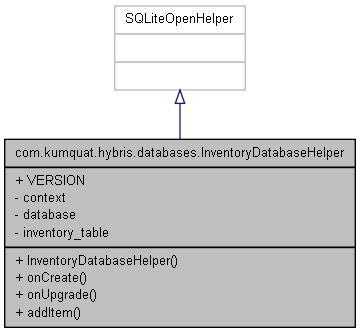 SQLiteOpenHelper
com.kumquat.hybris.databases.InventoryDatabaseHelper
+ VERSION
- context
- database
- inventory_table
+ InventoryDatabaseHelper()
+ onCreate()
+ onUpgrade()
+ addItem()